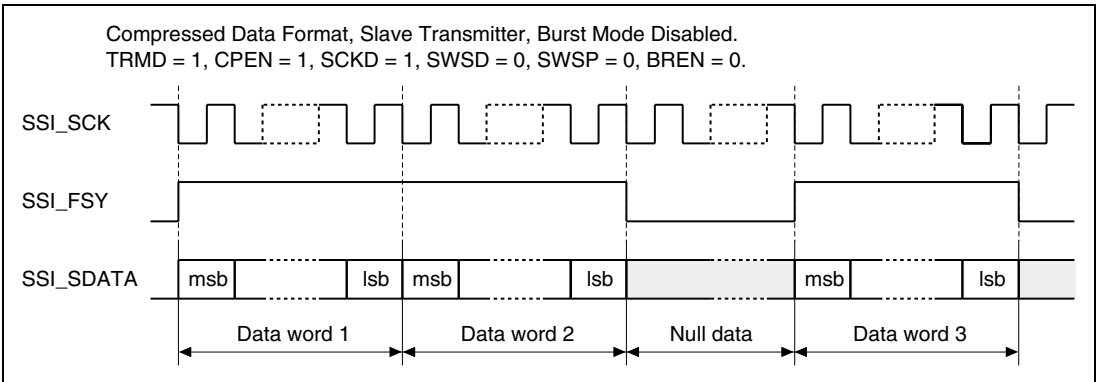 Compressed Data Format, Slave Transmitter, Burst Mode Disabled.
TRMD = 1, CPEN = 1, SCKD = 1, SWSD = 0, SWSP = 0, BREN = 0.
SSI_SCK
SSI_FSY
SSI_SDATA msb lsb msb lsb msb lsb
Data word 1 Data word 2 Null data Data word 3